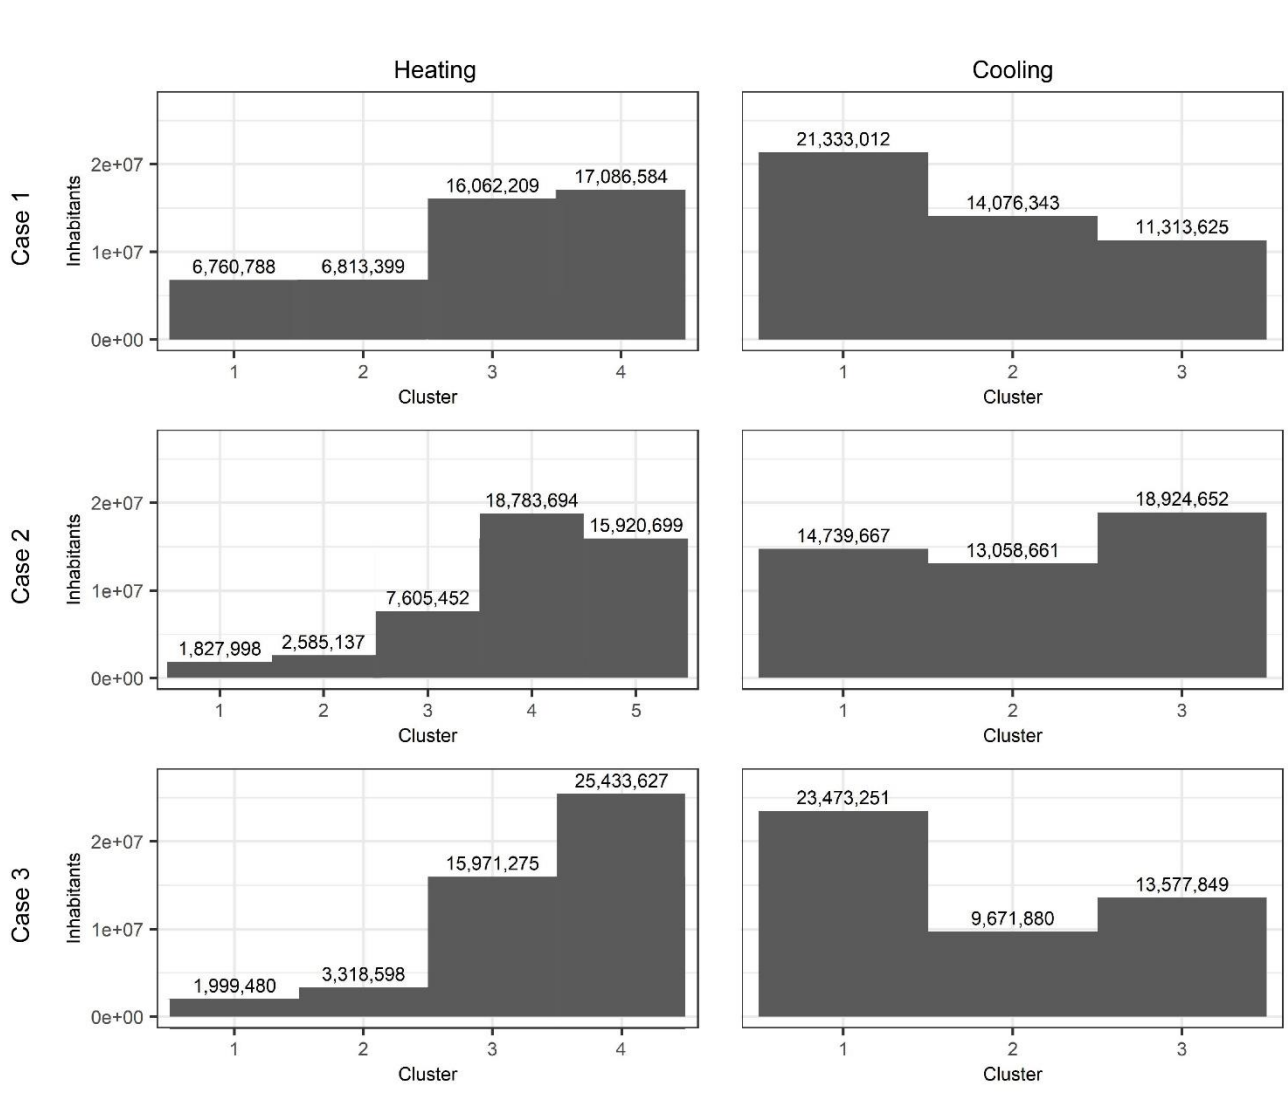 Heating
Cooling
Case 1
Inhabitants
2e+07
1e+07
0e+00
6,760,788
6,813,399
16,062,209
17,086,584
1 2 3 4
Cluster
21,333,012
14,076,343
11,313,625
1 2 3
Cluster
Case 2
Inhabitants
2e+07
1e+07
0e+00
1,827,998
2,585,137
7,605,452
18,783,694
15,920,699
1 2 3 4 5
Cluster
14,739,667
13,058,661
18,924,652
1 2 3
Cluster
Case 3
Inhabitants
2e+07
1e+07
0e+00
1,999,480
3,318,598
15,971,275
25,433,627
1 2 3 4
Cluster
23,473,251
9,671,880
13,577,849
1 2 3
Cluster